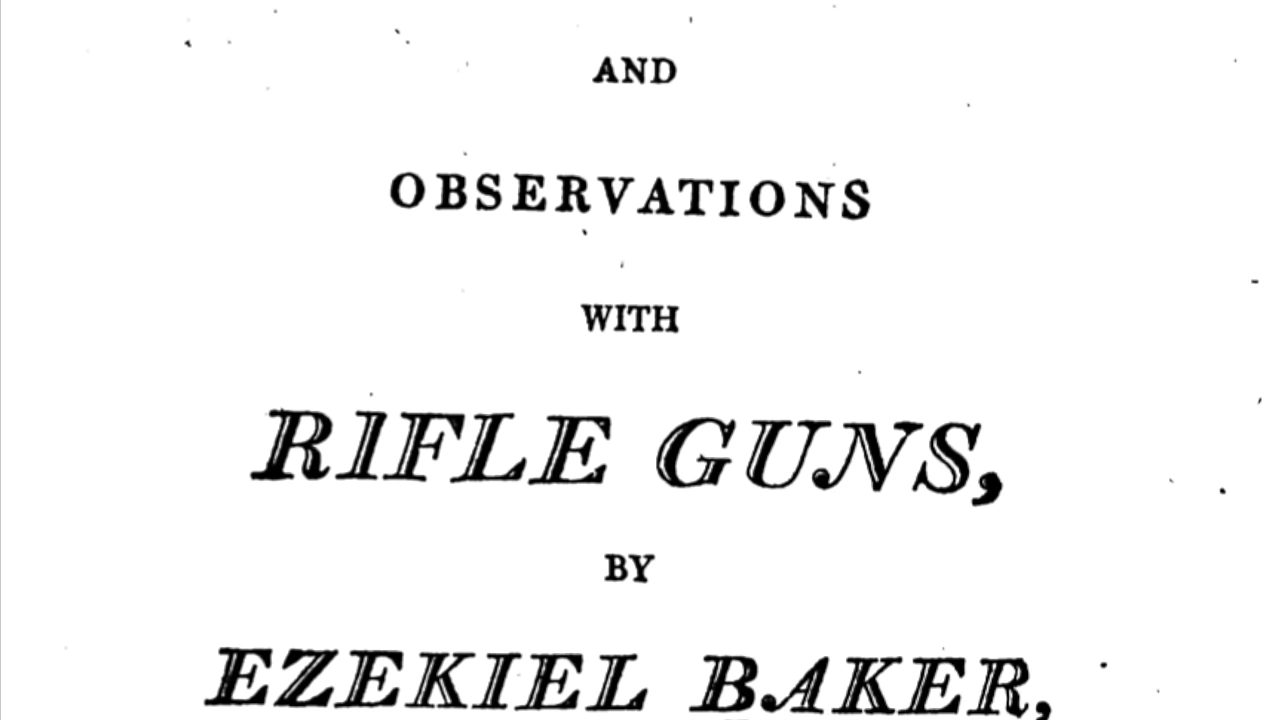 AND
OBSERVATIONS
WITH
RIFLE GUNS,
BY
EZEKIEL BAKER,